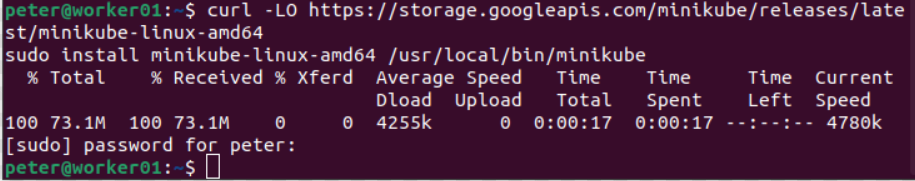 peter@worker01:~$ curl -LO https://storage.googleapis.com/minikube/releases/late
st/minikube-linux-amd64
sudo install minikube-linux-amd64 /usr/local/bin/minikube
  % Total    % Received % Xferd  Average Speed   Time    Time     Time  Current
                                 Dload  Upload   Total   Spent    Left  Speed
100 73.1M  100 73.1M    0     0  4255k      0  0:00:17  0:00:17 --:--:-- 4780k
[sudo] password for peter:
peter@worker01:~$